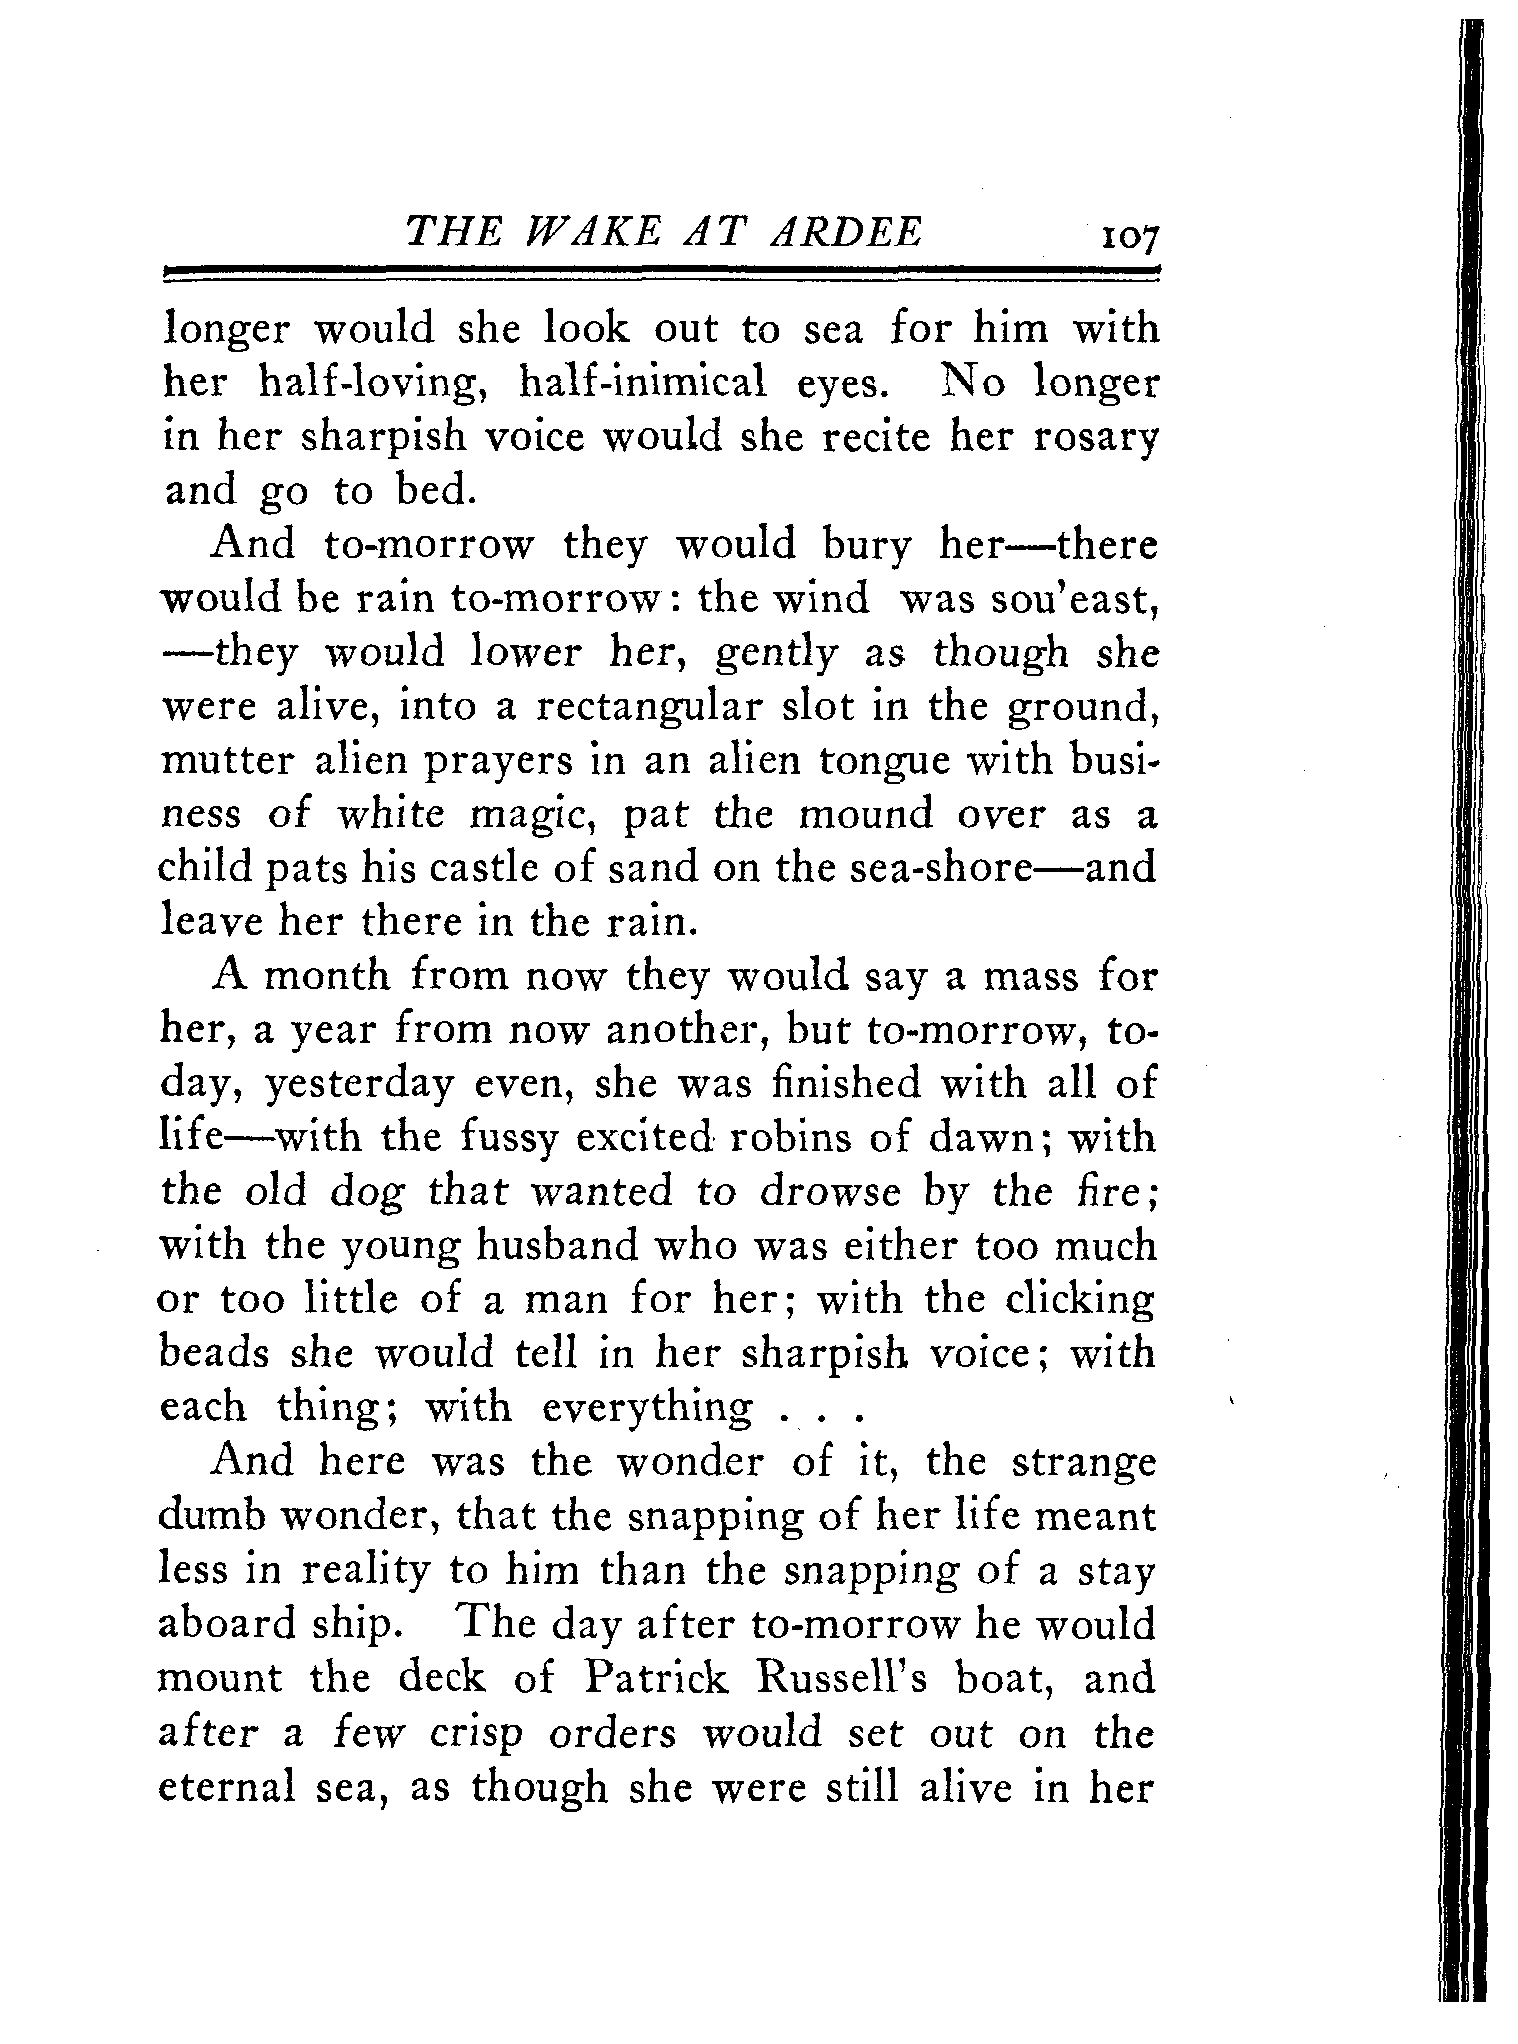 THE WAKE AT ARDEE 107
longer would she look out to sea for him with
her half-loving, half-inimical eyes. No longer
in her sharpish voice would she recite her rosary
and go to bed.
And to-morrow they would bury her—there
would be rain to-morrow: the wind was sou'east,
—they would lower her, gently as though she
were alive, into a rectangular slot in the ground,
mutter alien prayers in an alien tongue with busi-
ness of white magic, pat the mound over as a
child pats his castle of sand on the sea-shore—and
leave her there in the rain.
A month from now they would say a mass for
her, a year from now another, but to-morrow, to-
day, yesterday even, she was finished with all of
life—with the fussy excited robins of dawn; with
the old dog that wanted to drowse by the fire;
with the young husband who was either too much
or too little of a man for her; with the clicking
beads she would tell in her sharpish voice; with
each thing; with everything . . .
And here was the wonder of it, the strange
dumb wonder, that the snapping of her life meant
less in reality to him than the snapping of a stay
aboard ship. The day after to-morrow he would
mount the deck of Patrick Russell's boat, and
after a few crisp orders would set out on the
eternal sea, as though she were still alive in her